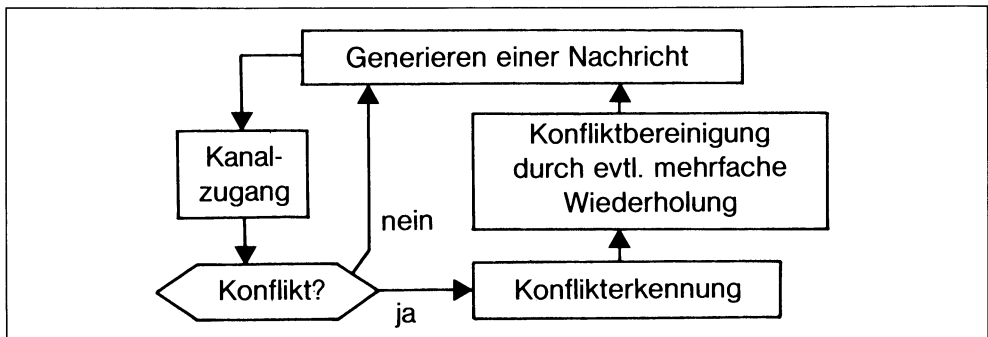 Generieren einer Nachricht
Kanal-
zugang
Konfliktbereinigung
durch evtl. mehrfache
Wiederholung
nein
Konflikt?
ja
Konflikterkennung